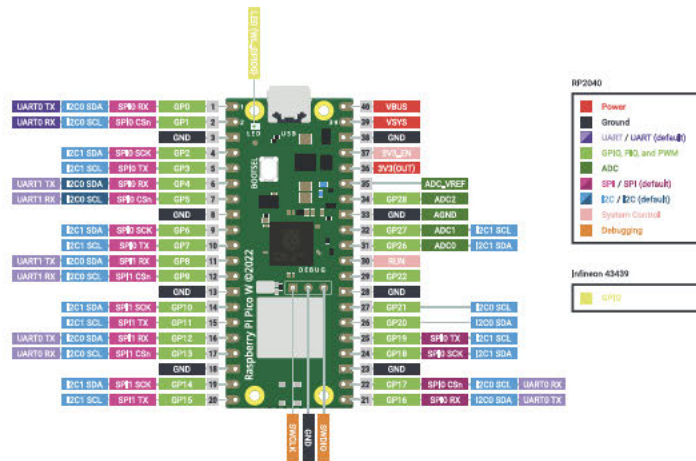 LED (WL_GPIO0)
LED USB
BOOTSEL
DEBUG
Raspberry Pi Pico W ©2022
UART0 TX I2C0 SDA SPI0 RX GP0 1
UART0 RX I2C0 SCL SPI0 CSn GP1 2
GND 3
I2C1 SDA SPI0 SCK GP2 4
I2C1 SCL SPI0 TX GP3 5
UART1 TX I2C0 SDA SPI0 RX GP4 6
UART1 RX I2C0 SCL SPI0 CSn GP5 7
GND 8
I2C1 SDA SPI0 SCK GP6 9
I2C1 SCL SPI0 TX GP7 10
UART1 TX I2C0 SDA SPI1 RX GP8 11
UART1 RX I2C0 SCL SPI1 CSn GP9 12
GND 13
I2C1 SDA SPI1 SCK GP10 14
I2C1 SCL SPI1 TX GP11 15
UART0 TX I2C0 SDA SPI1 RX GP12 16
UART0 RX I2C0 SCL SPI1 CSn GP13 17
GND 18
I2C1 SDA SPI1 SCK GP14 19
I2C1 SCL SPI1 TX GP15 20
40 VBUS
39 VSYS
38 GND
37 3V3_EN
36 3V3(OUT)
35 ADC_VREF
34 GP28 ADC2
33 GND AGND
32 GP27 ADC1 I2C1 SCL
31 GP26 ADC0 I2C1 SDA
30 RUN
29 GP22
28 GND
27 GP21 I2C0 SCL
26 GP20 I2C0 SDA
25 GP19 SPI0 TX I2C1 SCL
24 GP18 SPI0 SCK I2C1 SDA
23 GND
22 GP17 SPI0 CSn I2C0 SCL UART0 RX
21 GP16 SPI0 RX I2C0 SDA UART0 TX
SWCLK
GND
SWDIO
RP2040
Power
Ground
UART / UART (default)
GPIO, PIO, and PWM
ADC
SPI / SPI (default)
I2C / I2C (default)
System Control
Debugging
Infineon 43439
GPIO